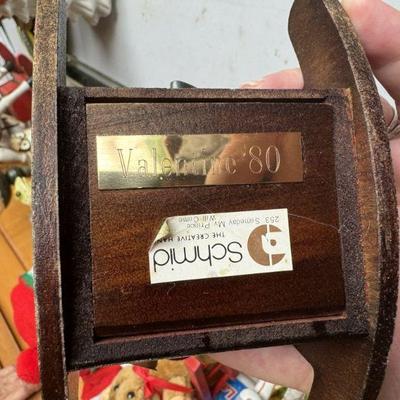 Valentine '80
Schmid
THE CREATIVE HAN
253 Someday My Prince
Will Come